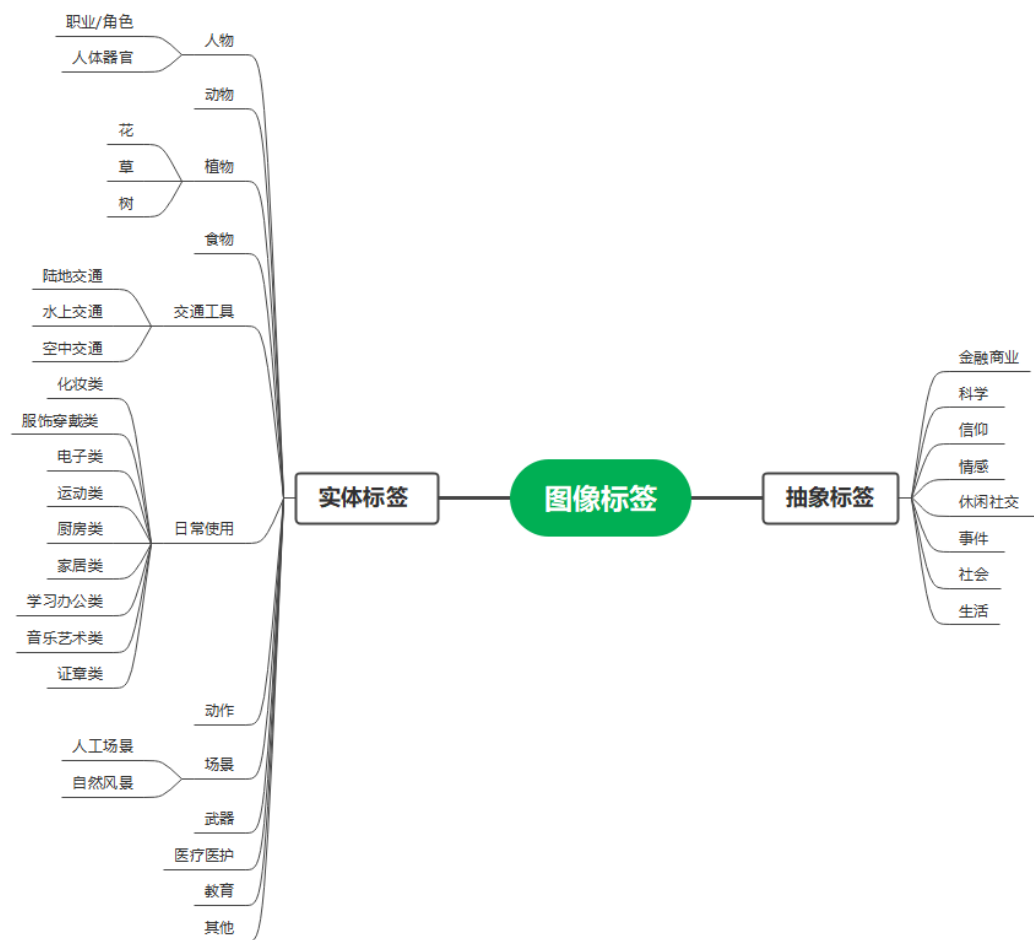 图像标签
实体标签
人物
职业/角色
人体器官
动物
植物
花
草
树
食物
交通工具
陆地交通
水上交通
空中交通
日常使用
化妆类
服饰穿戴类
电子类
运动类
厨房类
家居类
学习办公类
音乐艺术类
证章类
动作
场景
人工场景
自然风景
武器
医疗医护
教育
其他
抽象标签
金融商业
科学
信仰
情感
休闲社交
事件
社会
生活